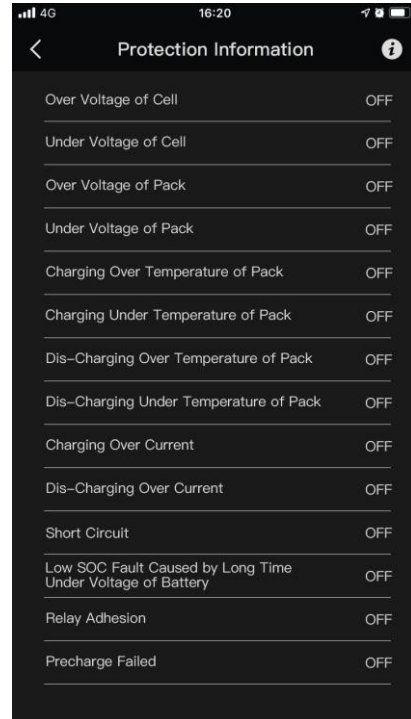 4G 16:20
Protection Information
Over Voltage of Cell OFF
Under Voltage of Cell OFF
Over Voltage of Pack OFF
Under Voltage of Pack OFF
Charging Over Temperature of Pack OFF
Charging Under Temperature of Pack OFF
Dis-Charging Over Temperature of Pack OFF
Dis-Charging Under Temperature of Pack OFF
Charging Over Current OFF
Dis-Charging Over Current OFF
Short Circuit OFF
Low SOC Fault Caused by Long Time
Under Voltage of Battery OFF
Relay Adhesion OFF
Precharge Failed OFF